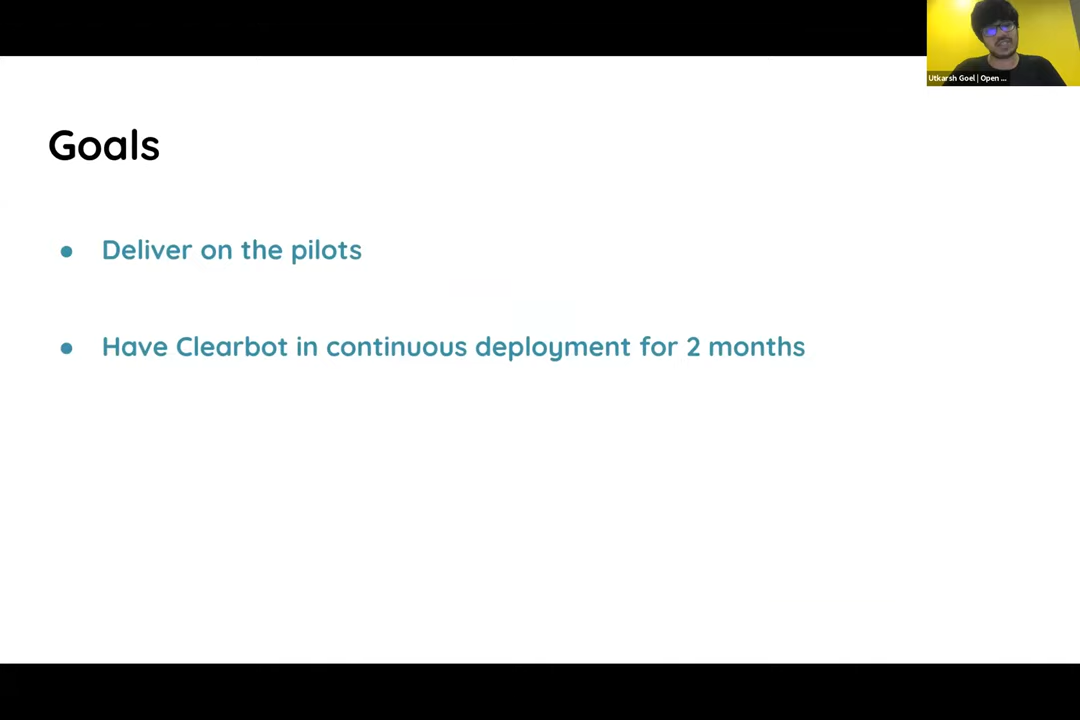 Utkarsh Goel | Open ...
Goals
● Deliver on the pilots
● Have Clearbot in continuous deployment for 2 months